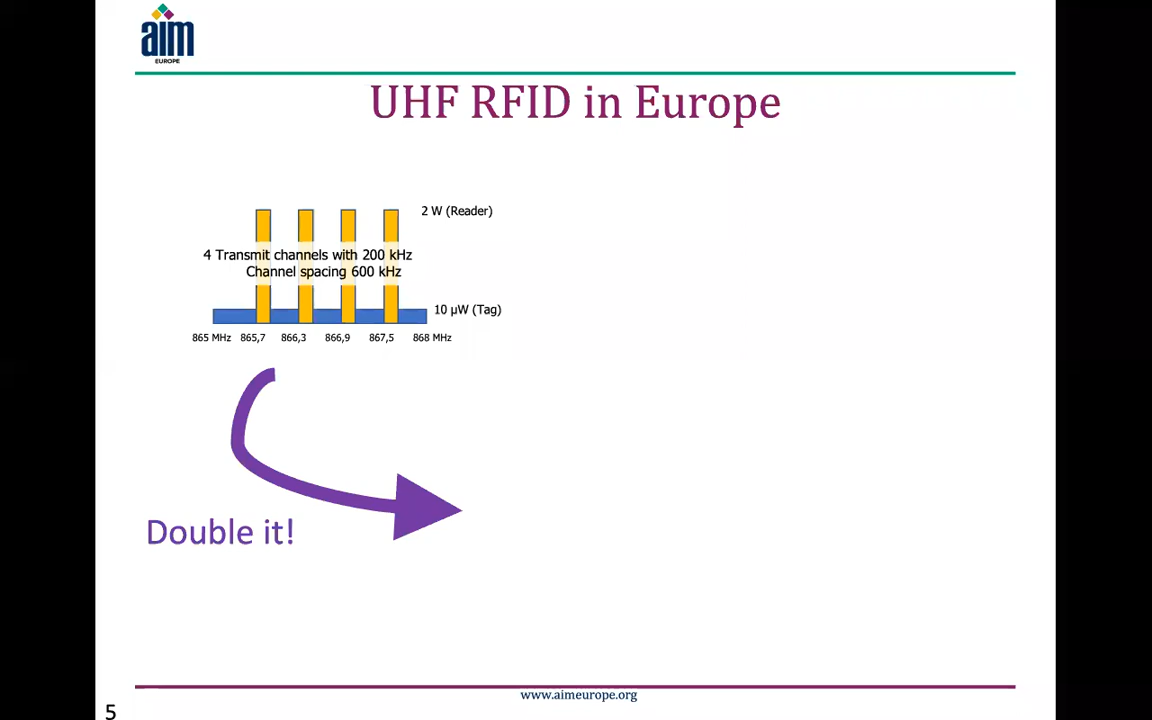 aim
EUROPE
UHF RFID in Europe
2 W (Reader)
4 Transmit channels with 200 kHz
Channel spacing 600 kHz
10 µW (Tag)
865 MHz 865,7 866,3 866,9 867,5 868 MHz
Double it!
www.aimeurope.org
5